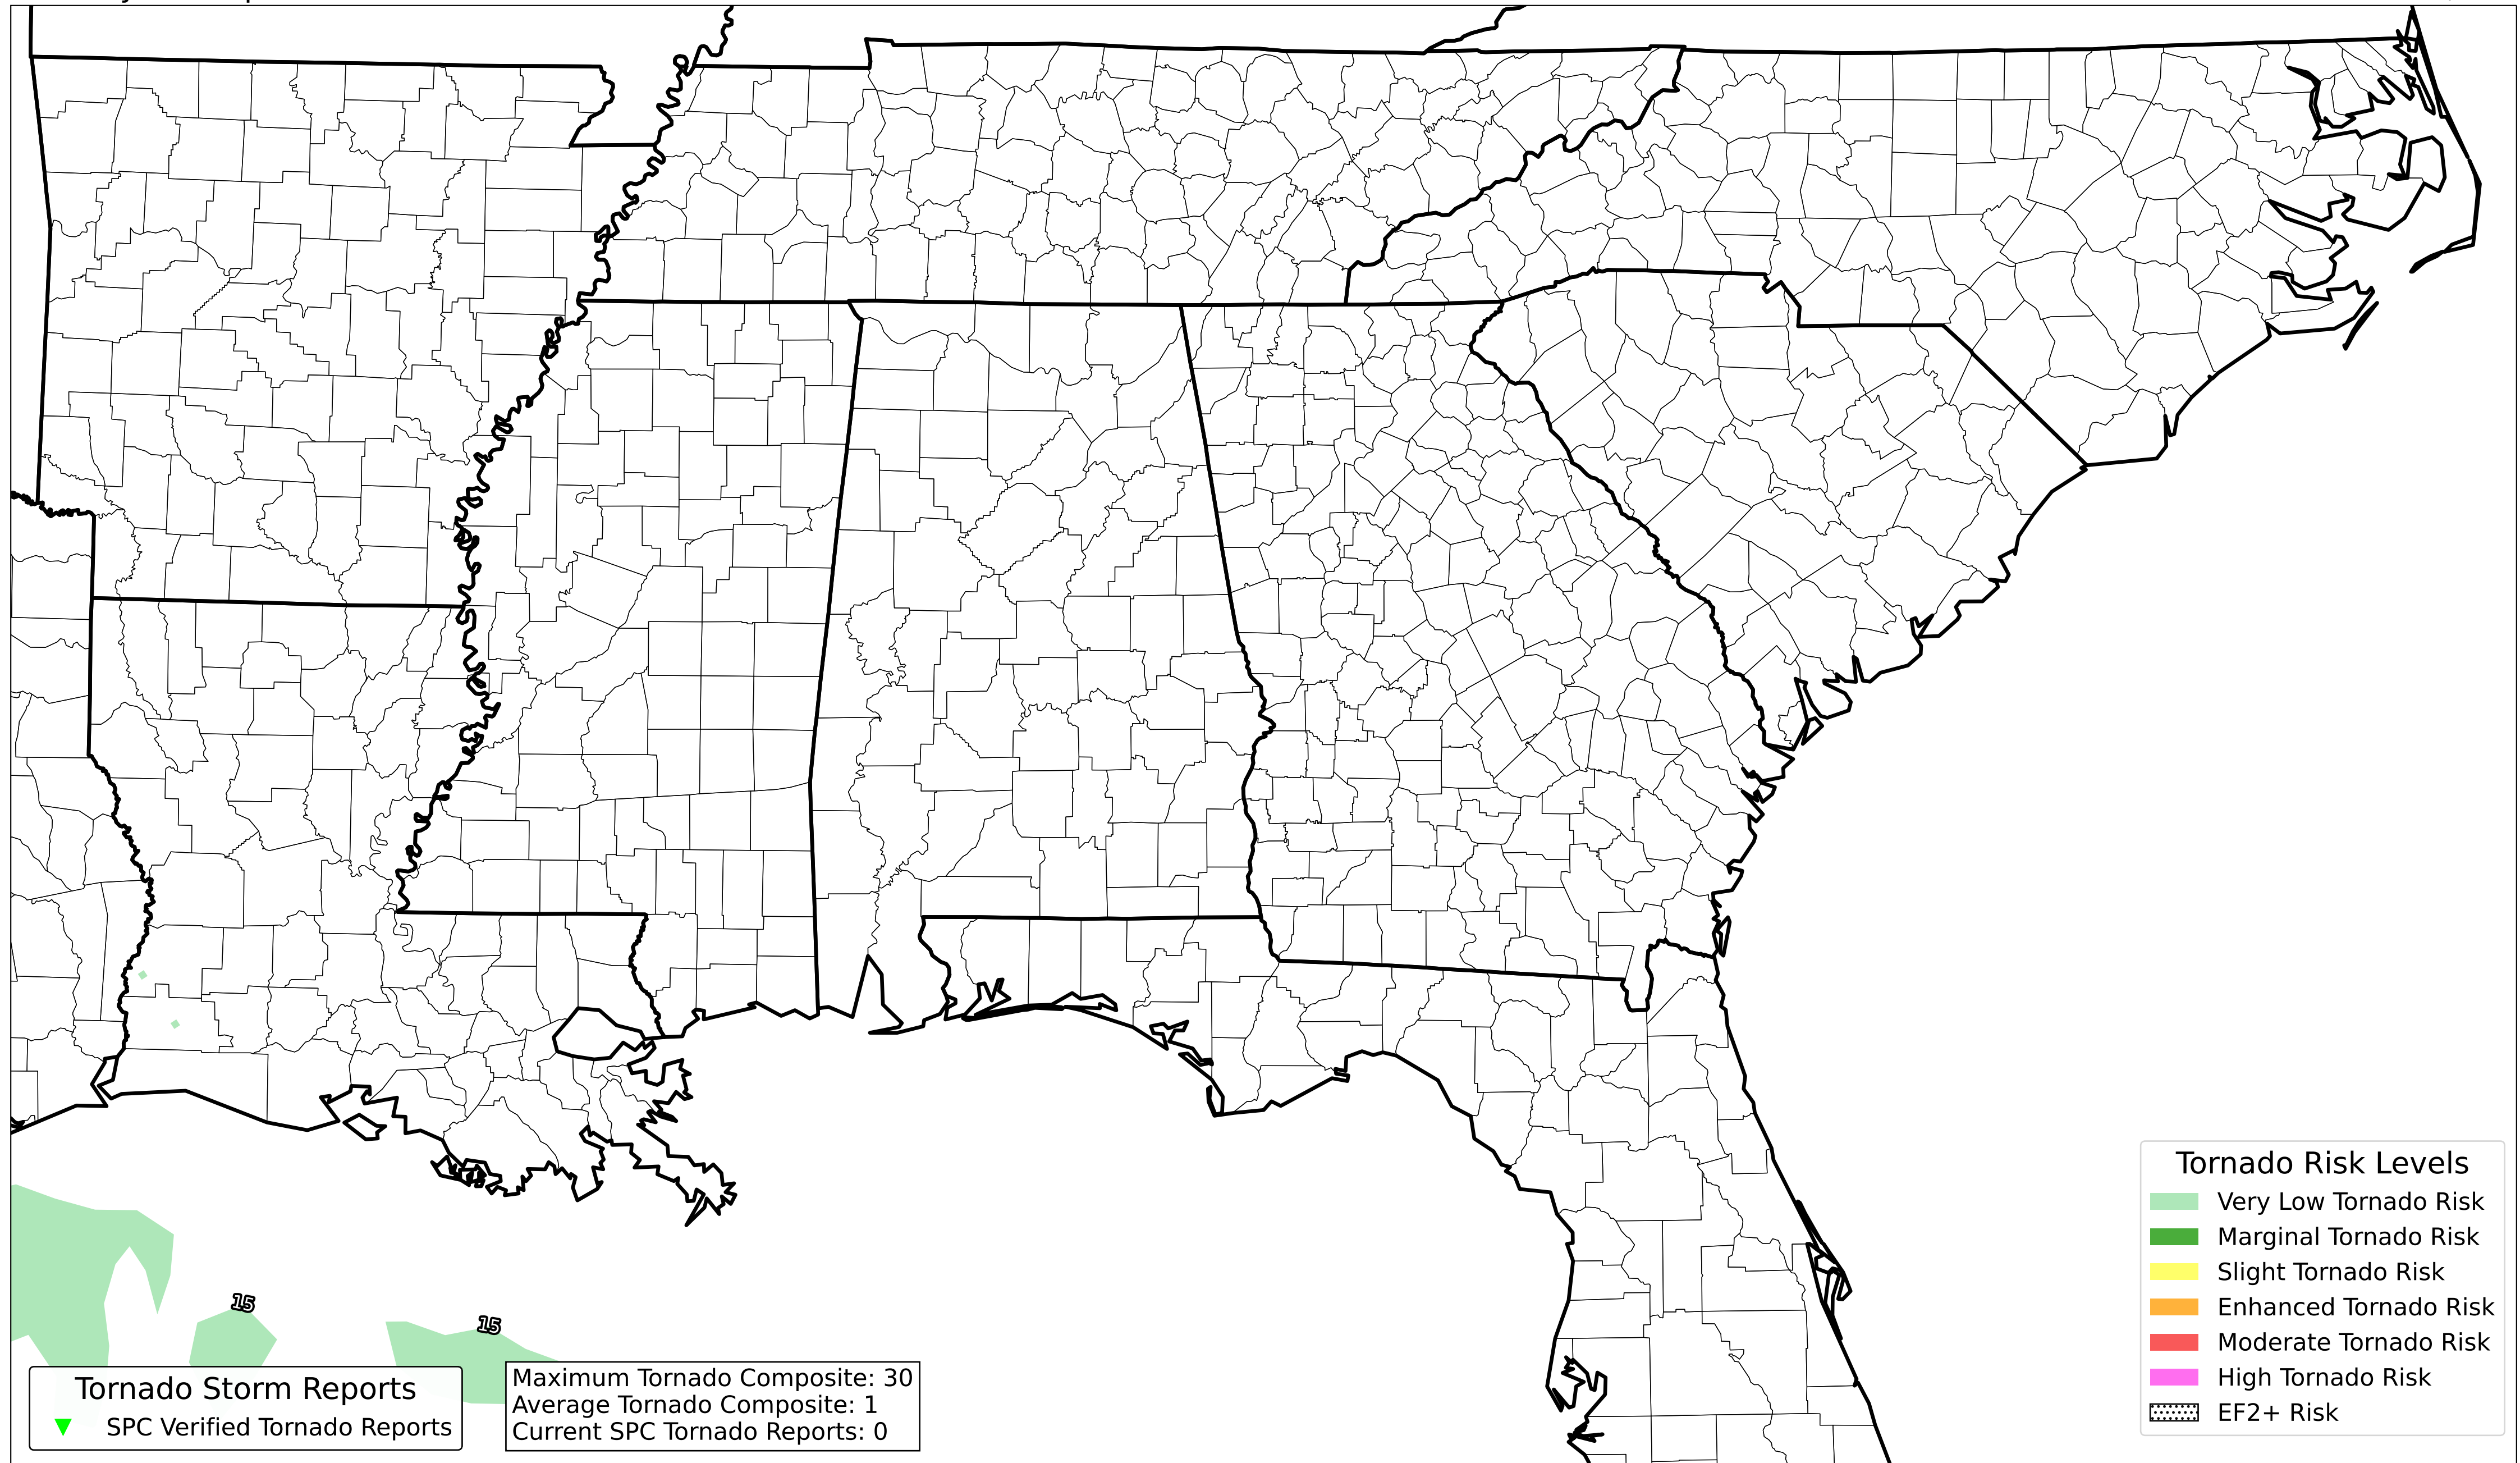 15
15
Tornado Storm Reports
SPC Verified Tornado Reports
Maximum Tornado Composite: 30
Average Tornado Composite: 1
Current SPC Tornado Reports: 0
Tornado Risk Levels
Very Low Tornado Risk
Marginal Tornado Risk
Slight Tornado Risk
Enhanced Tornado Risk
Moderate Tornado Risk
High Tornado Risk
EF2+ Risk